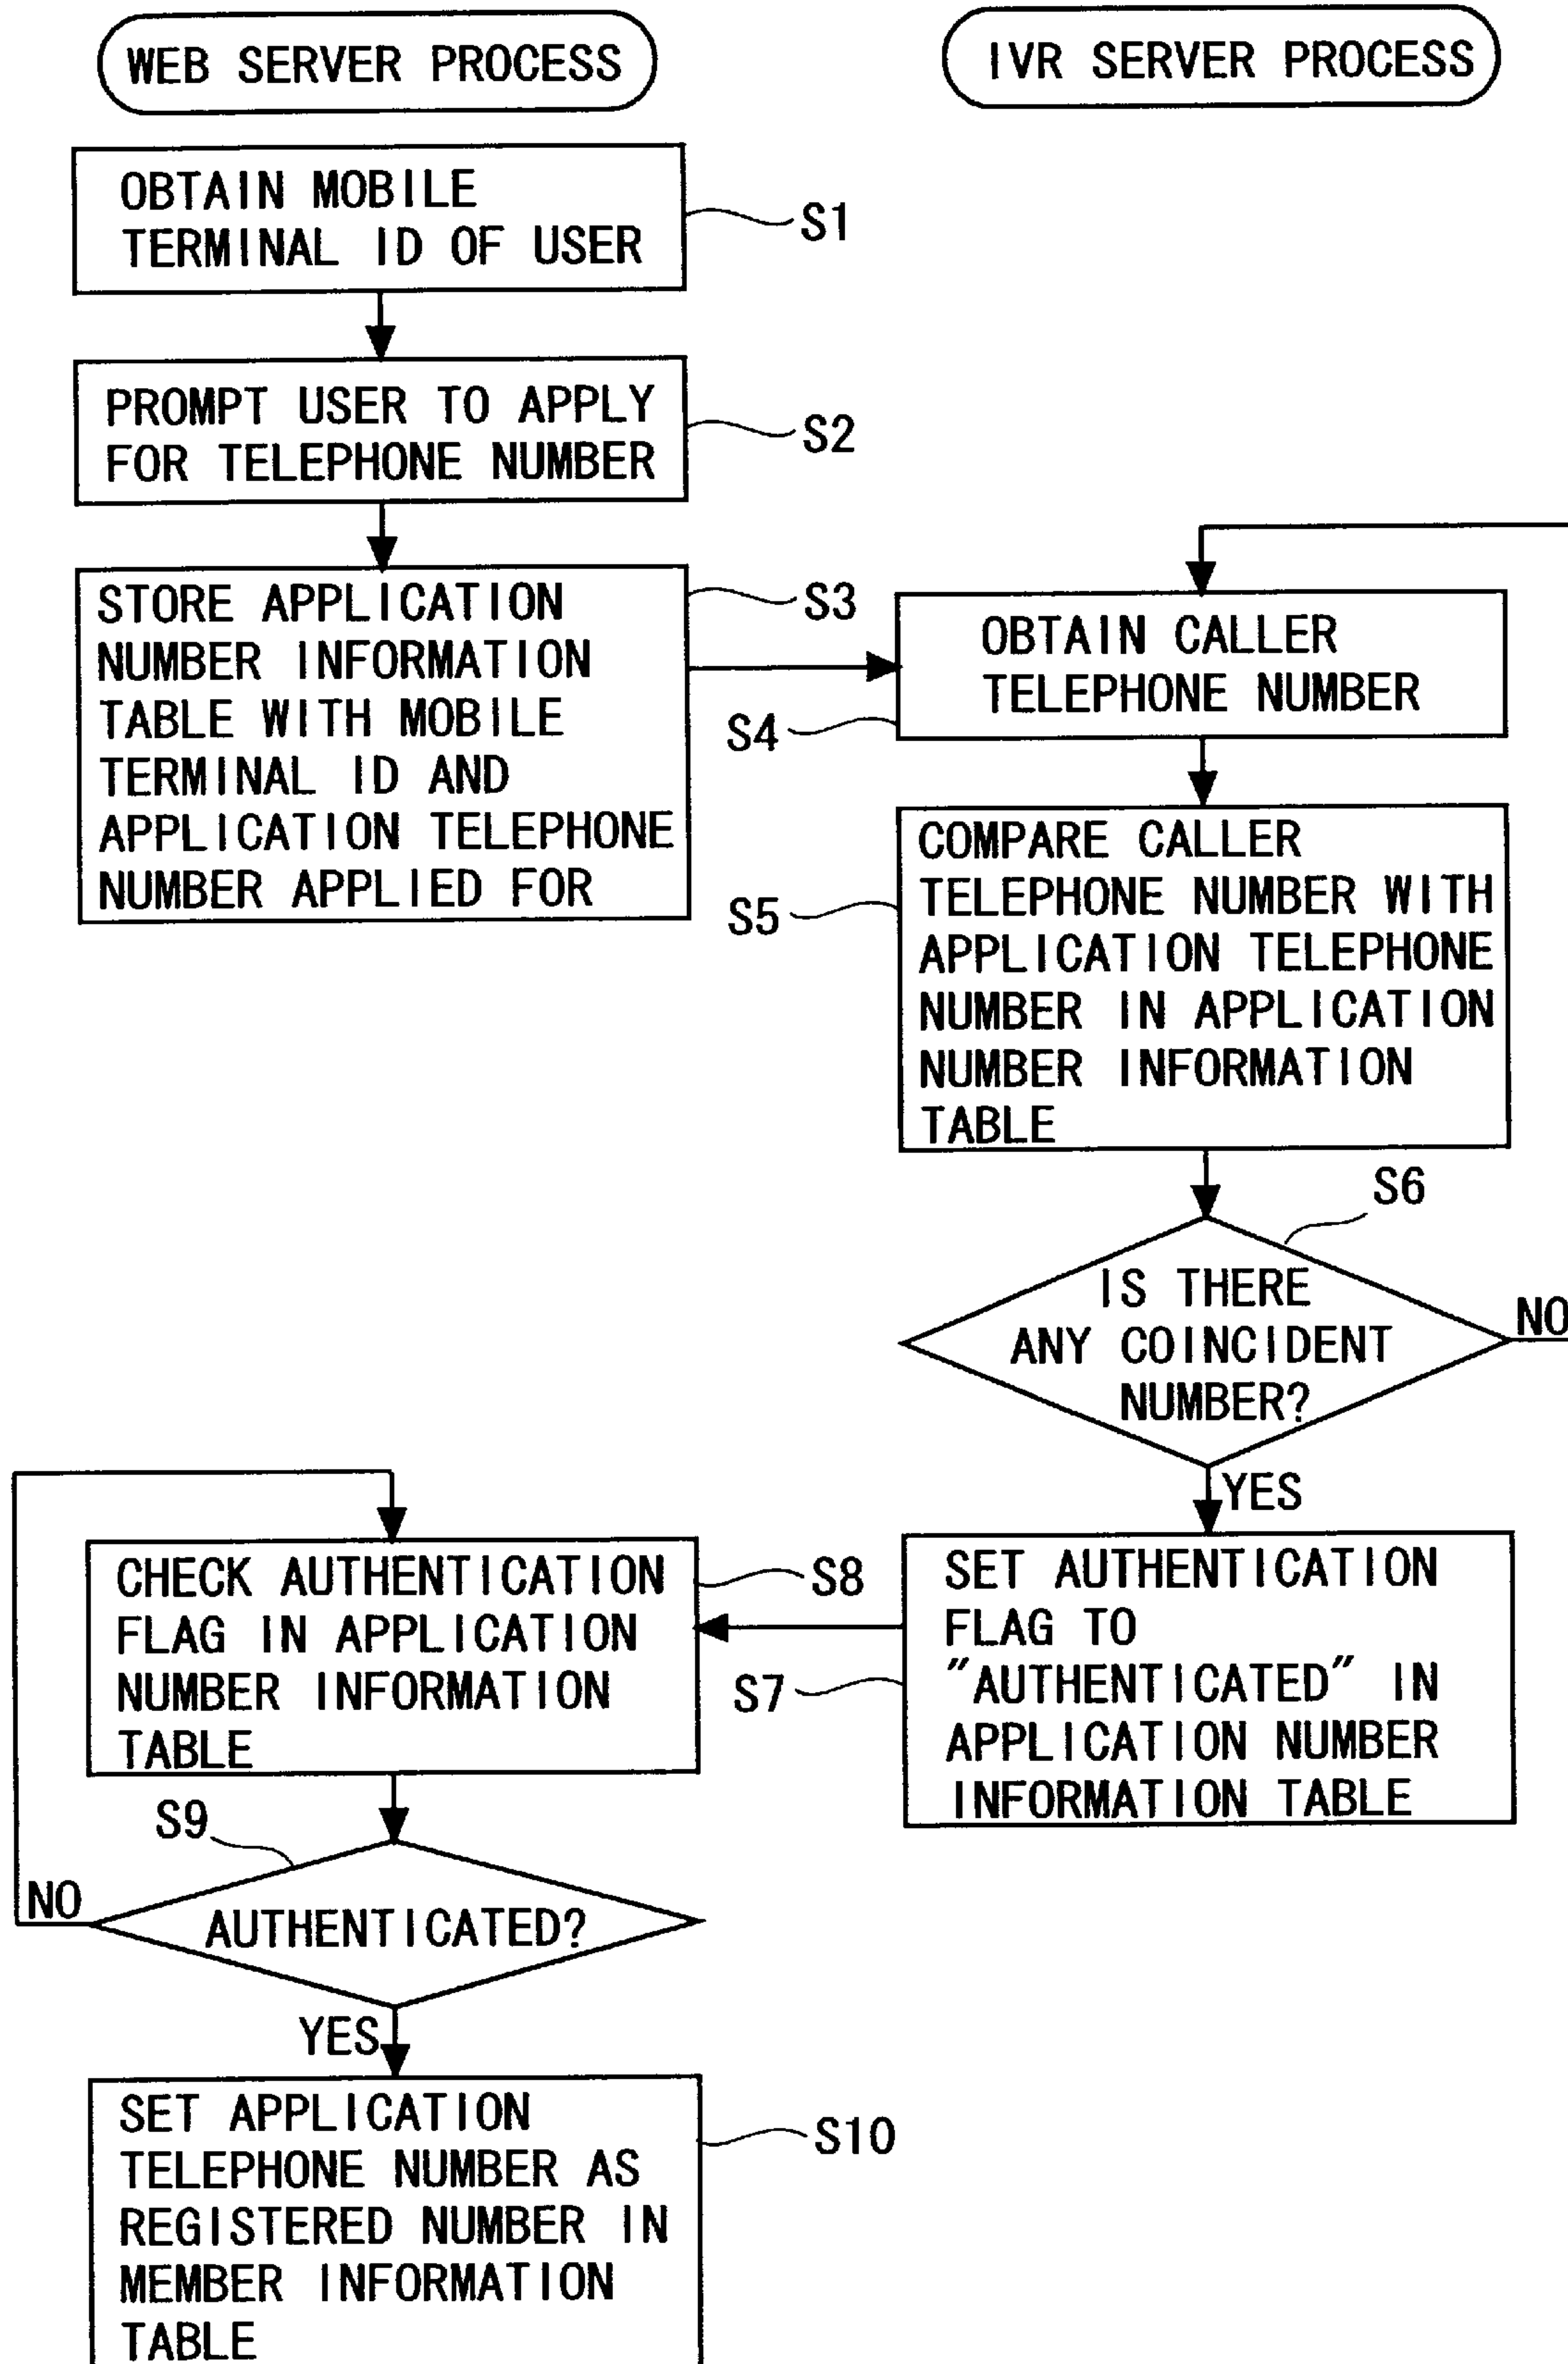 WEB SERVER PROCESS
IVR SERVER PROCESS
OBTAIN MOBILE
TERMINAL ID OF USER
S1
PROMPT USER TO APPLY
FOR TELEPHONE NUMBER
S2
STORE APPLICATION
NUMBER INFORMATION
TABLE WITH MOBILE
TERMINAL ID AND
APPLICATION TELEPHONE
NUMBER APPLIED FOR
S3
OBTAIN CALLER
TELEPHONE NUMBER
S4
COMPARE CALLER
TELEPHONE NUMBER WITH
APPLICATION TELEPHONE
NUMBER IN APPLICATION
NUMBER INFORMATION
TABLE
S5
S6
IS THERE
ANY COINCIDENT
NUMBER?
NO
YES
SET AUTHENTICATION
FLAG TO
"AUTHENTICATED" IN
APPLICATION NUMBER
INFORMATION TABLE
S7
CHECK AUTHENTICATION
FLAG IN APPLICATION
NUMBER INFORMATION
TABLE
S8
S9
AUTHENTICATED?
NO
YES
SET APPLICATION
TELEPHONE NUMBER AS
REGISTERED NUMBER IN
MEMBER INFORMATION
TABLE
S10